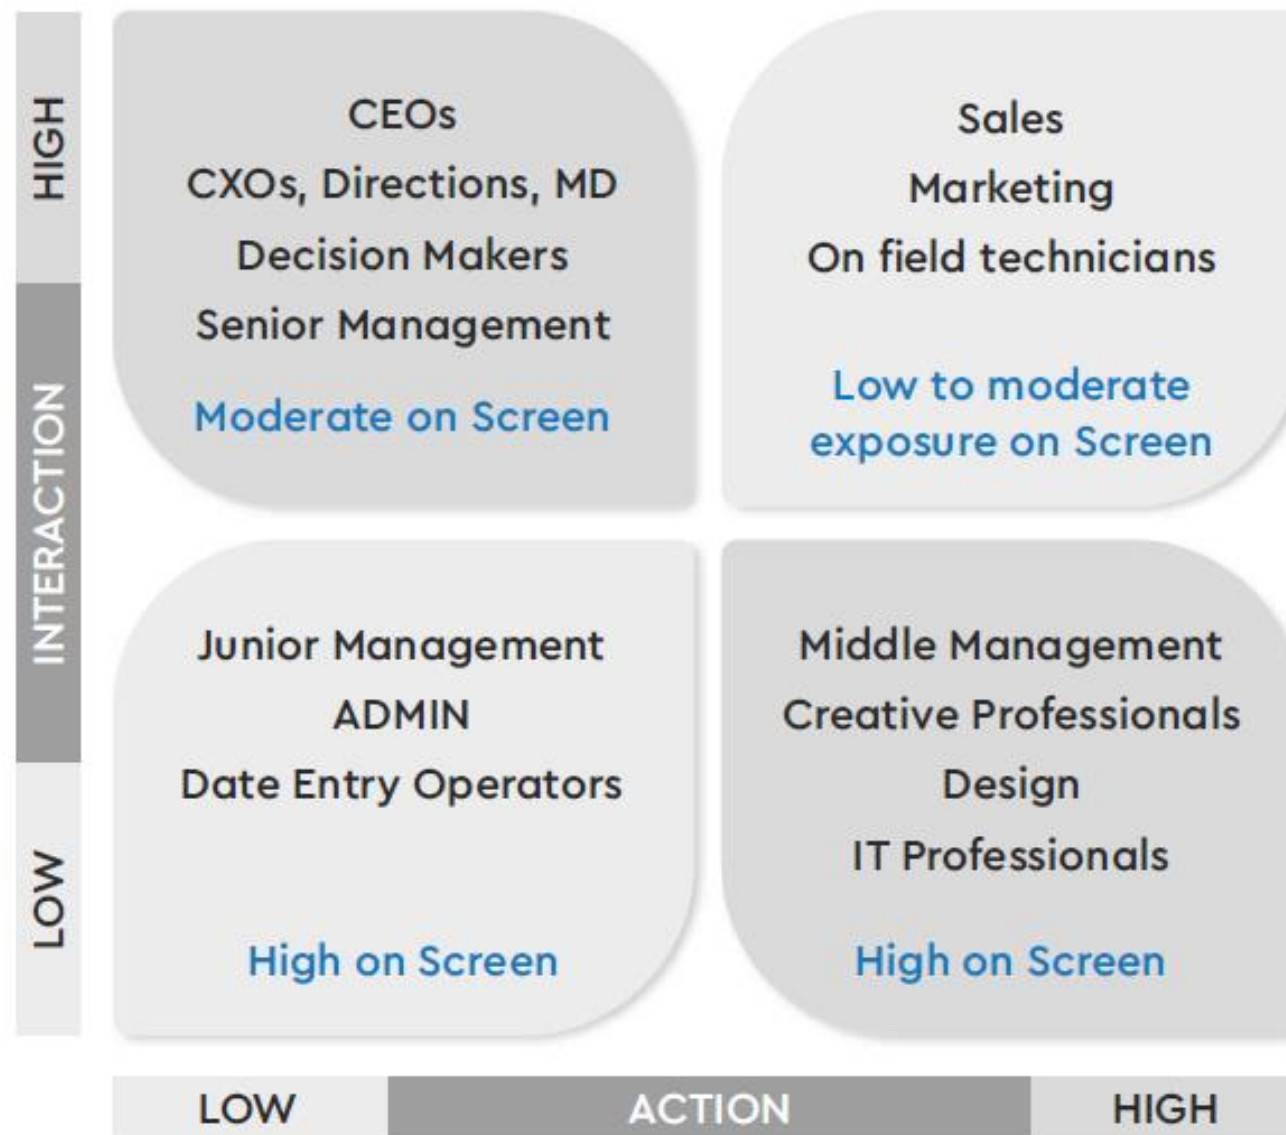 HIGH
INTERACTION
LOW
CEOs
CXOs, Directions, MD
Decision Makers
Senior Management
Moderate on Screen
Sales
Marketing
On field technicians
Low to moderate
exposure on Screen
Junior Management
ADMIN
Date Entry Operators
High on Screen
Middle Management
Creative Professionals
Design
IT Professionals
High on Screen
LOW
ACTION
HIGH